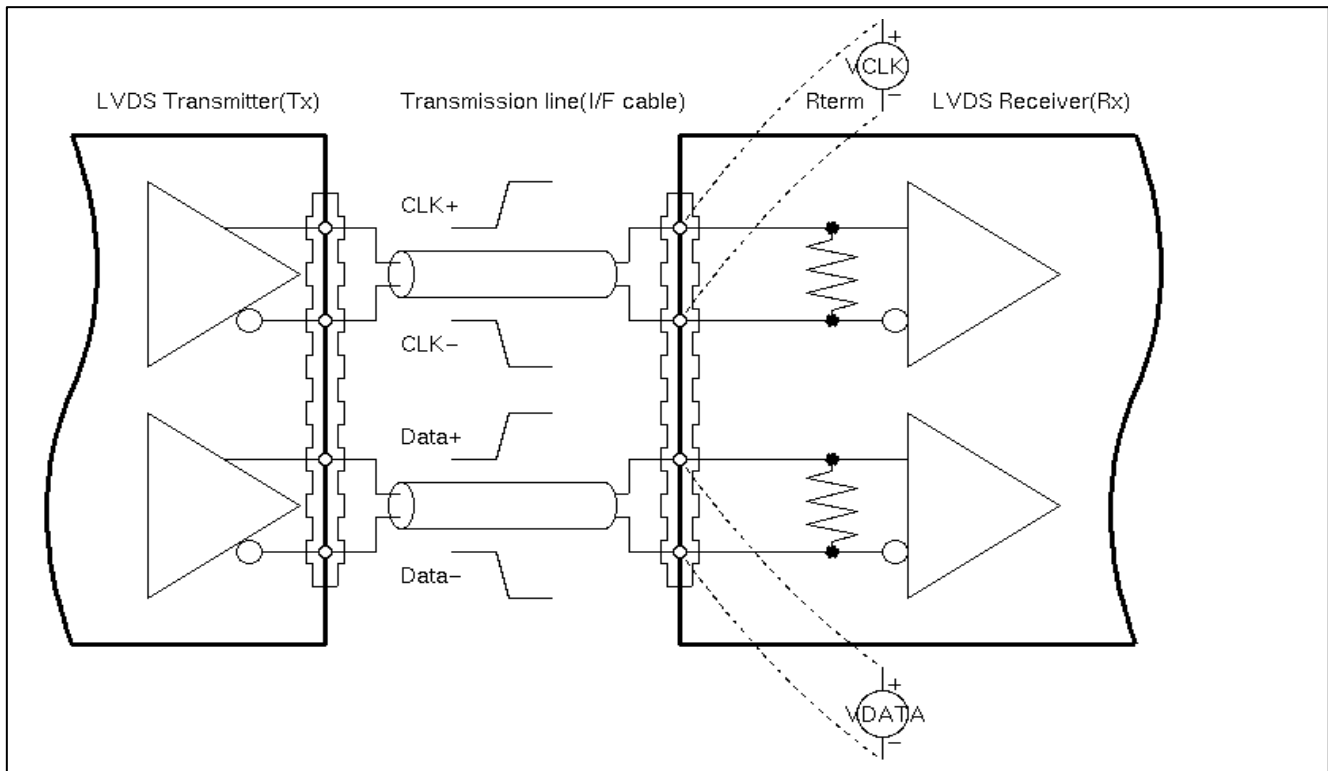 +
VCLK
−
LVDS Transmitter(Tx)
Transmission line(I/F cable)
Rterm
LVDS Receiver(Rx)
CLK+
CLK−
Data+
Data−
+
VDATA
−